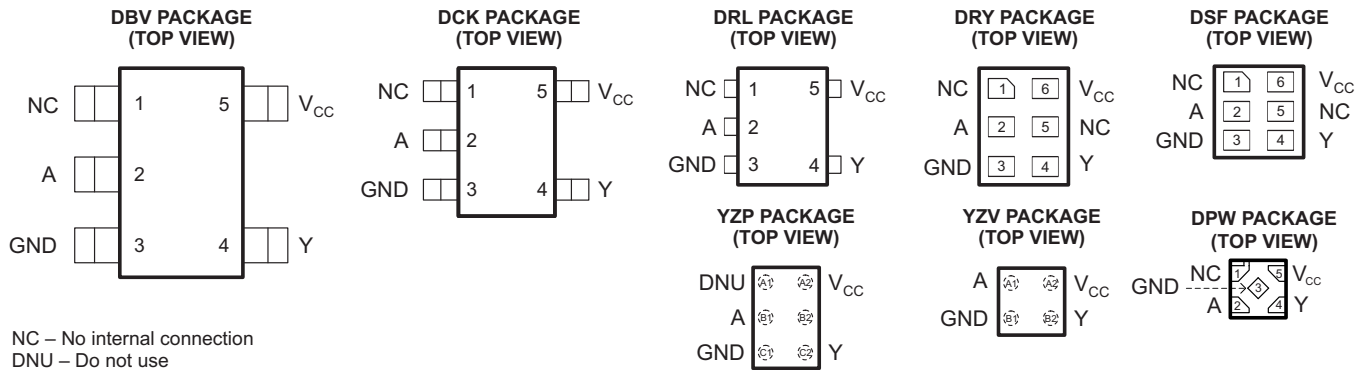 DBV PACKAGE
(TOP VIEW)
NC 1 5 VCC
A 2
GND 3 4 Y
DCK PACKAGE
(TOP VIEW)
NC 1 5 VCC
A 2
GND 3 4 Y
DRL PACKAGE
(TOP VIEW)
NC 1 5 VCC
A 2
GND 3 4 Y
DRY PACKAGE
(TOP VIEW)
NC 1 6 VCC
A 2 5 NC
GND 3 4 Y
DSF PACKAGE
(TOP VIEW)
NC 1 6 VCC
A 2 5 NC
GND 3 4 Y
YZP PACKAGE
(TOP VIEW)
DNU A1 A2 VCC
A B1 B2
GND C1 C2 Y
YZV PACKAGE
(TOP VIEW)
A A1 A2 VCC
GND B1 B2 Y
DPW PACKAGE
(TOP VIEW)
NC 1 5 VCC
GND 3
A 2 4 Y
NC – No internal connection
DNU – Do not use